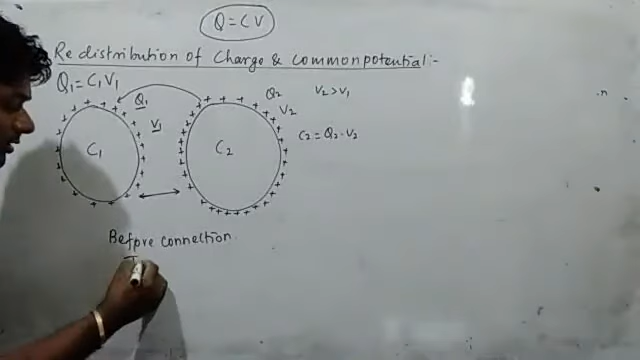 Q = CV
Redistribution of Charge & Common potential:-
Q₁ = C₁V₁
Q₁
Q₂
V₂ > V₁
V₁
V₂
C₁
C₂
C₂ = Q₂ · V₂
Before connection